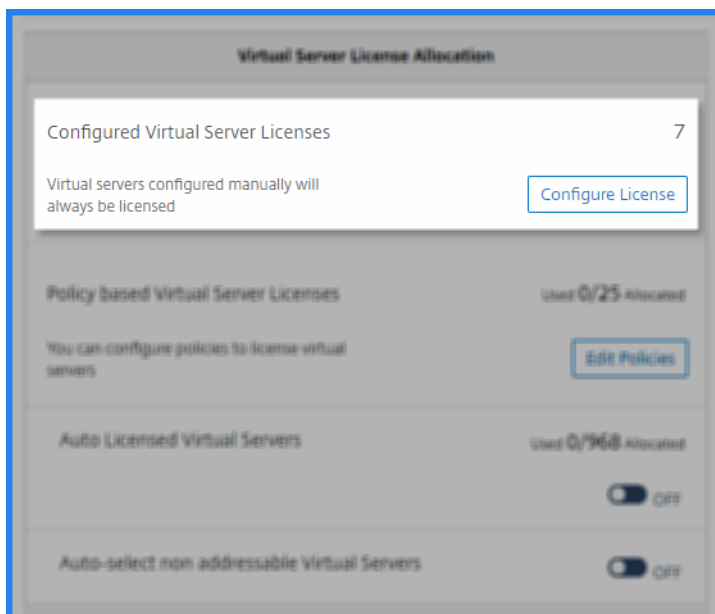 Virtual Server License Allocation
Configured Virtual Server Licenses 7
Virtual servers configured manually will
always be licensed
Configure License
Policy based Virtual Server Licenses Used 0/25 Allocated
You can configure policies to license virtual
servers
Edit Policies
Auto Licensed Virtual Servers Used 0/968 Allocated
OFF
Auto-select non addressable Virtual Servers OFF